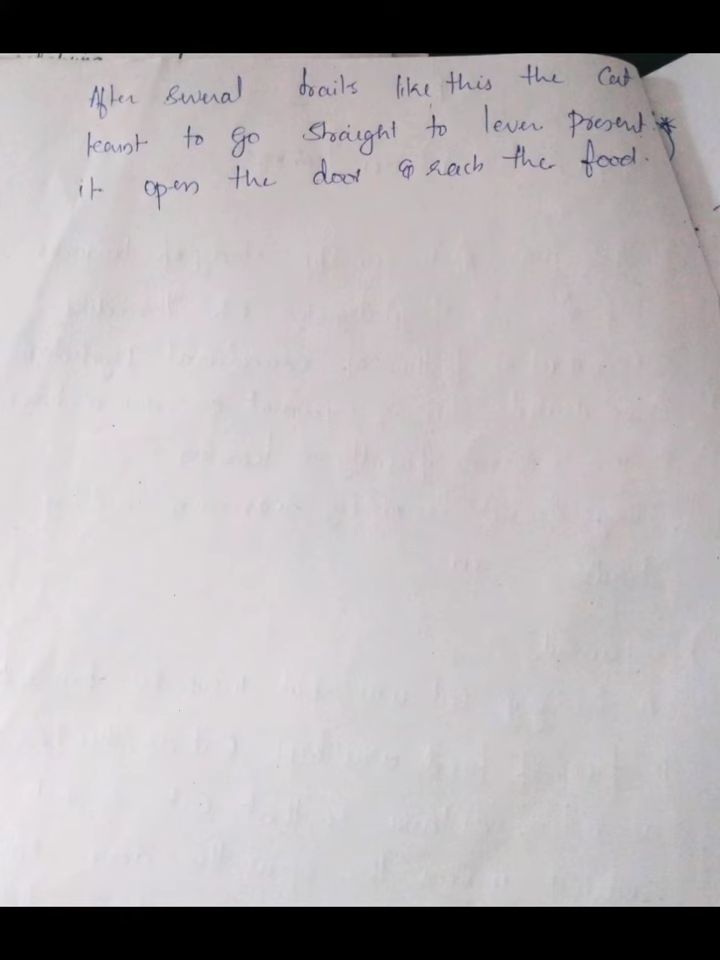 After several trails like this the Cat
learnt to go straight to lever present
it open the door & reach the food.